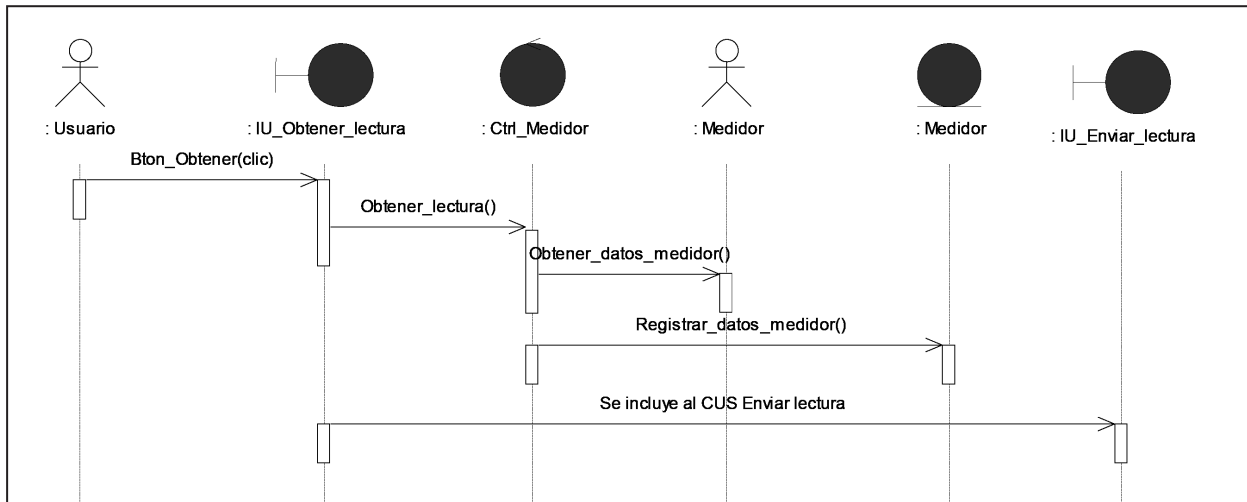 : Usuario
: IU_Obtener_lectura
: Ctrl_Medidor
: Medidor
: Medidor
: IU_Enviar_lectura
Bton_Obtener(clic)
Obtener_lectura()
Obtener_datos_medidor()
Registrar_datos_medidor()
Se incluye al CUS Enviar lectura